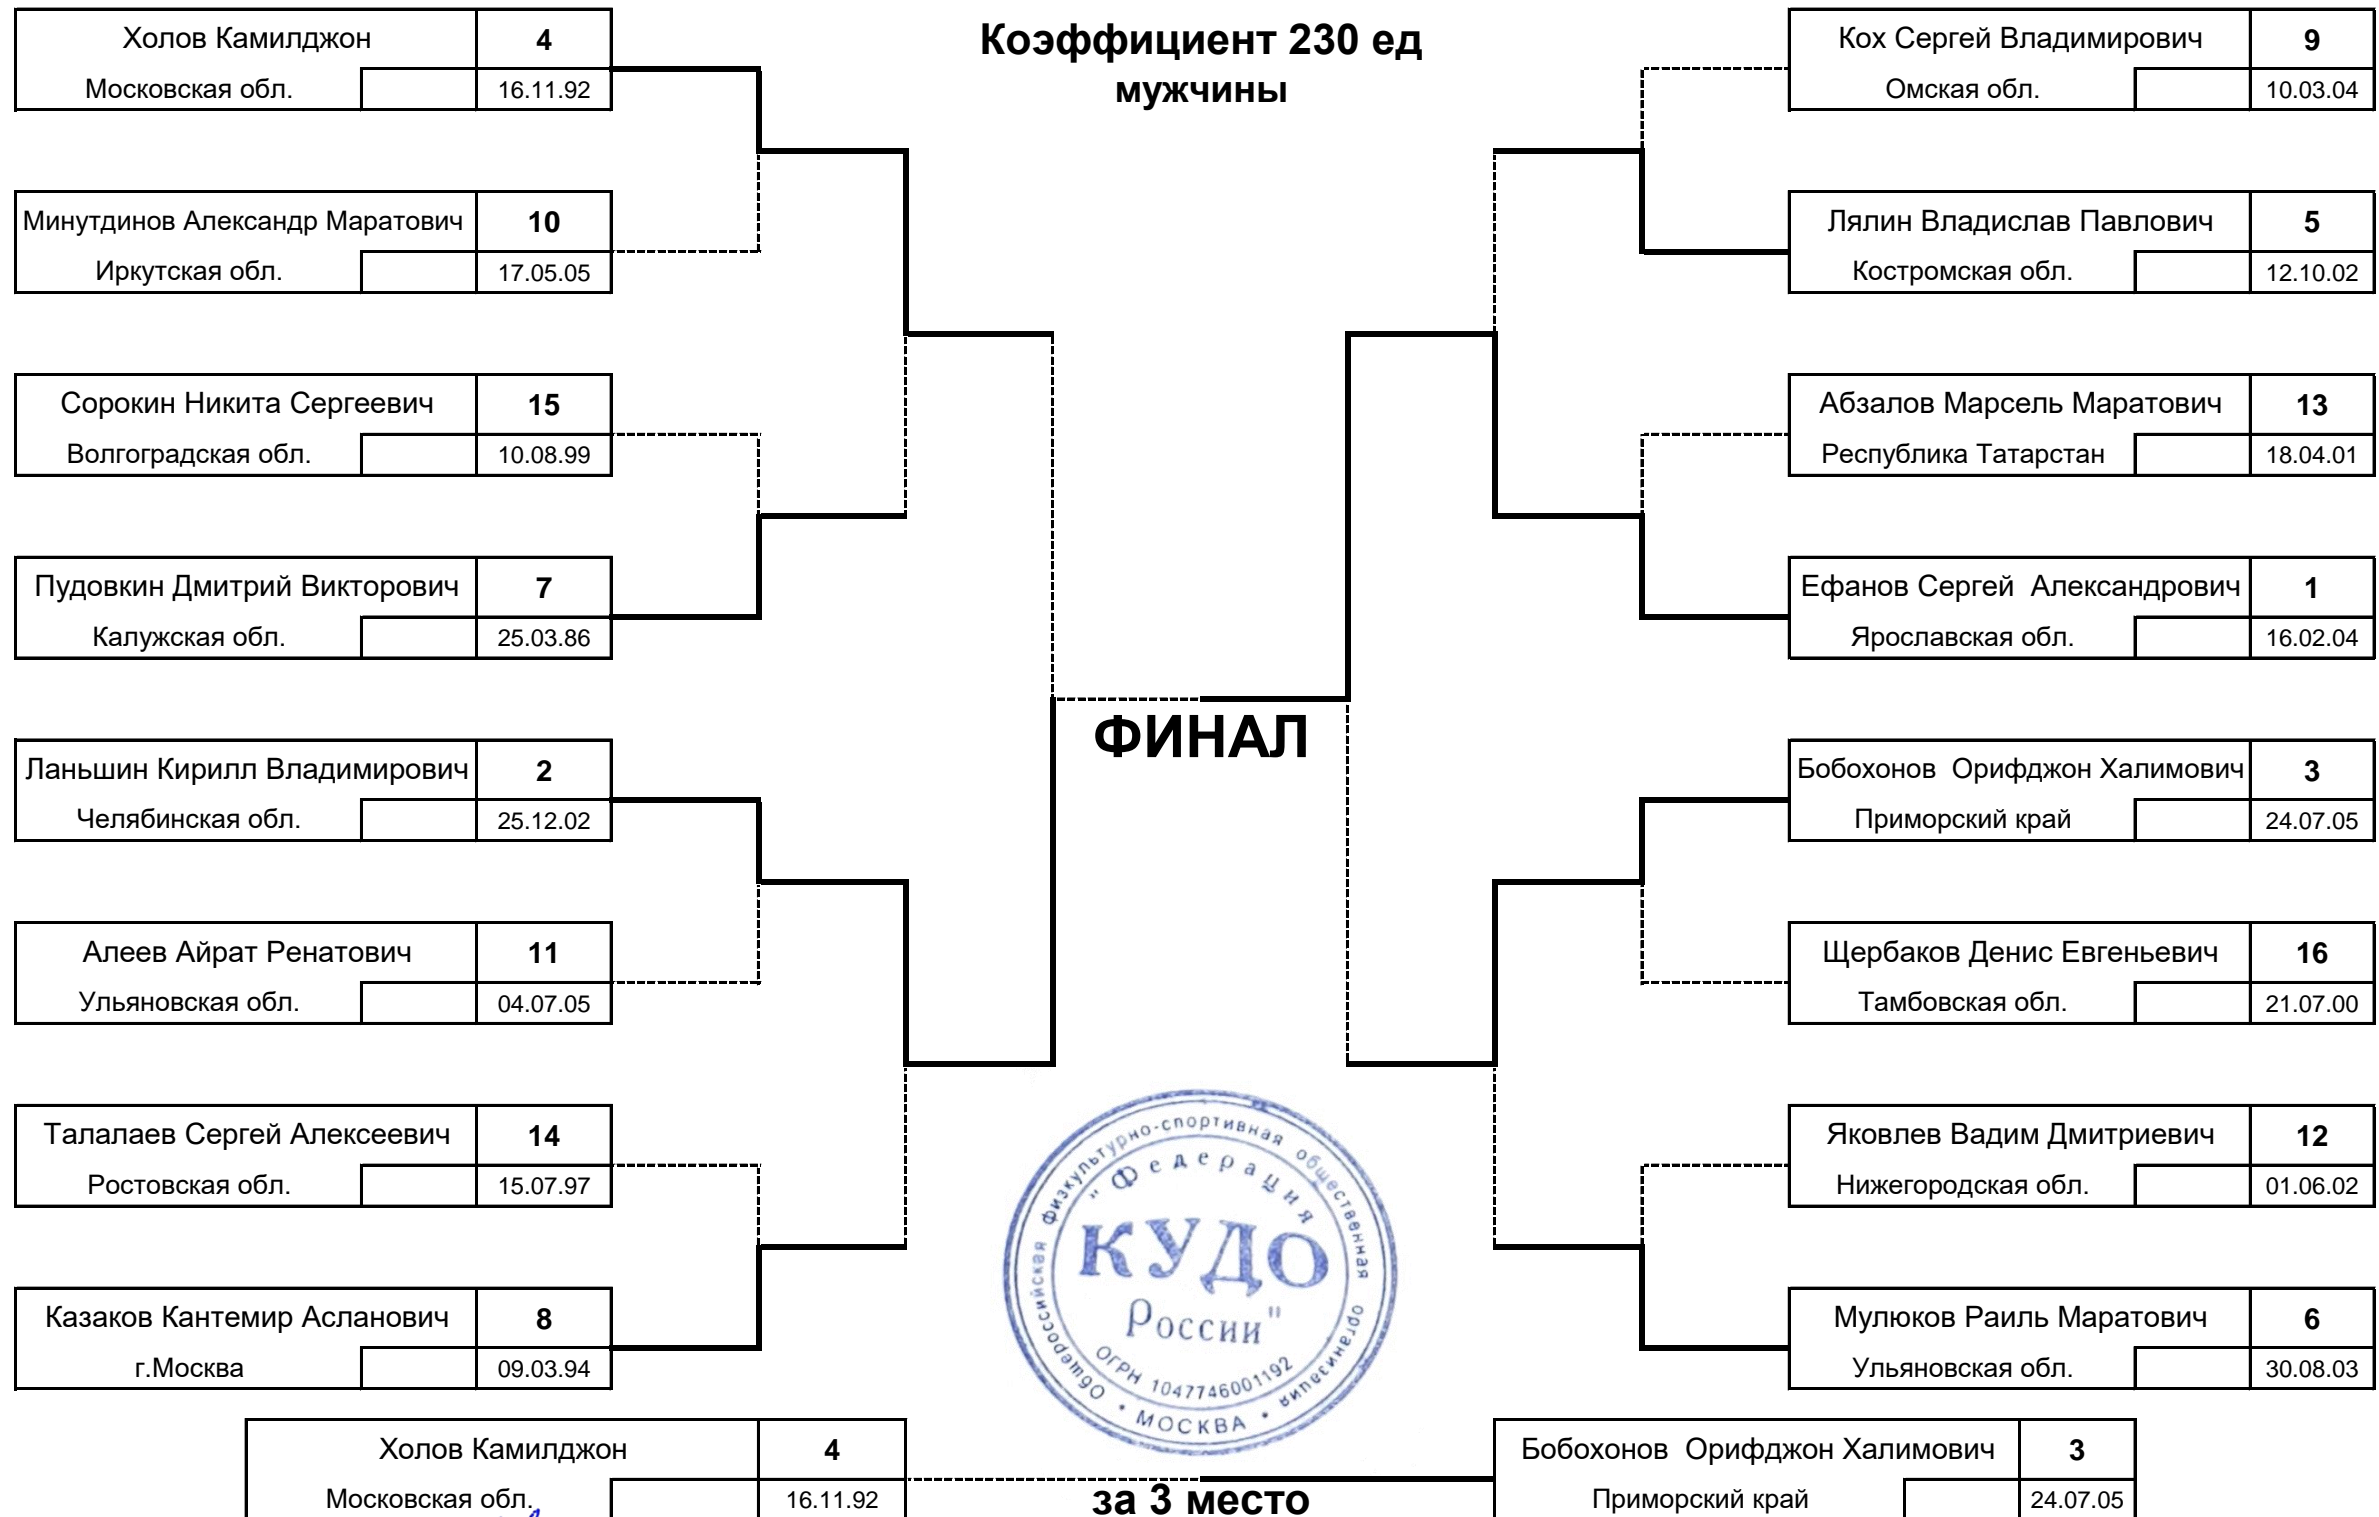 Коэффициент 230 ед
мужчины
Холов Камилджон 4
Московская обл. 16.11.92
Минутдинов Александр Маратович 10
Иркутская обл. 17.05.05
Сорокин Никита Сергеевич 15
Волгоградская обл. 10.08.99
Пудовкин Дмитрий Викторович 7
Калужская обл. 25.03.86
Ланьшин Кирилл Владимирович 2
Челябинская обл. 25.12.02
Алеев Айрат Ренатович 11
Ульяновская обл. 04.07.05
Талалаев Сергей Алексеевич 14
Ростовская обл. 15.07.97
Казаков Кантемир Асланович 8
г.Москва 09.03.94
Кох Сергей Владимирович 9
Омская обл. 10.03.04
Лялин Владислав Павлович 5
Костромская обл. 12.10.02
Абзалов Марсель Маратович 13
Республика Татарстан 18.04.01
Ефанов Сергей  Александрович 1
Ярославская обл. 16.02.04
Бобохонов  Орифджон Халимович 3
Приморский край 24.07.05
Щербаков Денис Евгеньевич 16
Тамбовская обл. 21.07.00
Яковлев Вадим Дмитриевич 12
Нижегородская обл. 01.06.02
Мулюков Раиль Маратович 6
Ульяновская обл. 30.08.03
ФИНАЛ
Общероссийская физкультурно-спортивная общественная организация
"Федерация
КУДО
России"
ОГРН 1047746001192
• МОСКВА •
Холов Камилджон 4
Московская обл. 16.11.92
за 3 место
Бобохонов  Орифджон Халимович 3
Приморский край 24.07.05